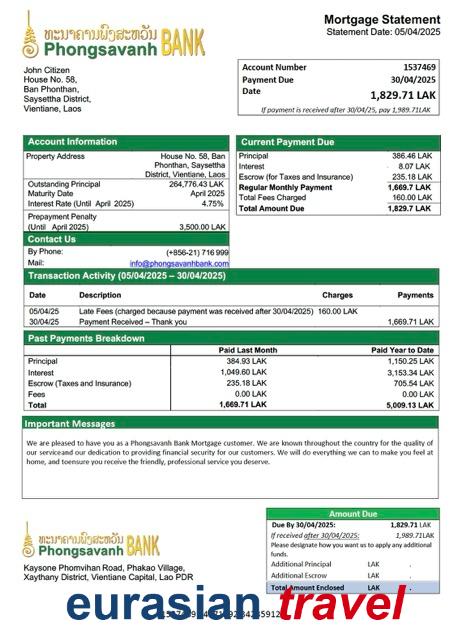 Mortgage Statement
Statement Date: 05/04/2025
ທະນາຄານພົງສະຫວັນ
Phongsavanh BANK
John Citizen
House No. 58,
Ban Phonthan,
Saysettha District,
Vientiane, Laos
Account Number 1537469
Payment Due 30/04/2025
Date
1,829.71 LAK
If payment is received after 30/04/25, pay 1,989.71LAK
Account Information
Property Address House No. 58, Ban
Phonthan, Saysettha
District, Vientiane, Laos
Outstanding Principal 264,776.43 LAK
Maturity Date April 2025
Interest Rate (Until April 2025) 4.75%
Prepayment Penalty
(Until April 2025) 3,500.00 LAK
Contact Us
By Phone: (+856-21) 716 999
Mail: info@phongsavanhbank.com
Current Payment Due
Principal 386.46 LAK
Interest 8.07 LAK
Escrow (for Taxes and Insurance) 235.18 LAK
Regular Monthly Payment 1,669.7 LAK
Total Fees Charged 160.00 LAK
Total Amount Due 1,829.7 LAK
Transaction Activity (05/04/2025 – 30/04/2025)
Date Description Charges Payments
05/04/25 Late Fees (charged because payment was received after 30/04/2025) 160.00 LAK
30/04/25 Payment Received – Thank you 1,669.71 LAK
Past Payments Breakdown
Paid Last Month Paid Year to Date
Principal 384.93 LAK 1,150.25 LAK
Interest 1,049.60 LAK 3,153.34 LAK
Escrow (Taxes and Insurance) 235.18 LAK 705.54 LAK
Fees 0.00 LAK 0.00 LAK
Total 1,669.71 LAK 5,009.13 LAK
Important Messages
We are pleased to have you as a Phongsavanh Bank Mortgage customer. We are known throughout the country for the quality of
our serviceand our dedication to providing financial security for our customers. We will do everything we can to make you feel at
home, and toensure you receive the friendly, professional service you deserve.
ທະນາຄານພົງສະຫວັນ
Phongsavanh BANK
Kaysone Phomvihan Road, Phakao Village,
Xaythany District, Vientiane Capital, Lao PDR
Amount Due
Due By 30/04/2025: 1,829.71 LAK
If received after 30/04/2025: 1,989.71LAK
Please designate how you want us to apply any additional
funds.
Additional Principal LAK .
Additional Escrow LAK .
Total Amount Enclosed LAK .
eurasian travel